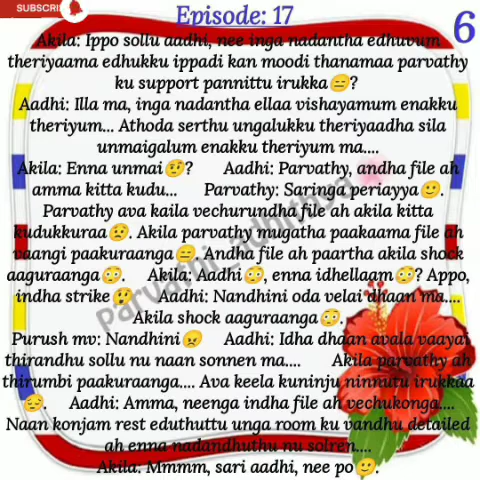 SUBSCRI
Episode: 17
6
Akila: Ippo sollu aadhi, nee inga nadantha edhuvum
theriyaama edhukku ippadi kan moodi thanamaa parvathy
ku support pannittu irukka😑?
Aadhi: Illa ma, inga nadantha ellaa vishayamum enakku
theriyum... Athoda serthu ungalukku theriyaadha sila
unmaigalum enakku theriyum ma....
Akila: Enna unmai🤨? Aadhi: Parvathy, andha file ah
amma kitta kudu... Parvathy: Saringa periayya🙂.
Parvathy ava kaila vechurundha file ah akila kitta
kudukkuraa😟. Akila parvathy mugatha paakaama file ah
vaangi paakuraanga😑. Andha file ah paartha akila shock
aaguraanga😳. Akila: Aadhi😳, enna idhellaam😳? Appo,
indha strike😲? Aadhi: Nandhini oda velai dhaan ma....
Akila shock aaguraanga😳.
Purush mv: Nandhini😠 Aadhi: Idha dhaan avala vaayai
thirandhu sollu nu naan sonnen ma.... Akila parvathy ah
thirumbi paakuraanga.... Ava keela kuninju ninnutu irukkaa
😔. Aadhi: Amma, neenga indha file ah vechukonga....
Naan konjam rest eduthuttu unga room ku vandhu detailed
ah enna nadandhuthu nu solren....
Akila: Mmmm, sari aadhi, nee po🙂.